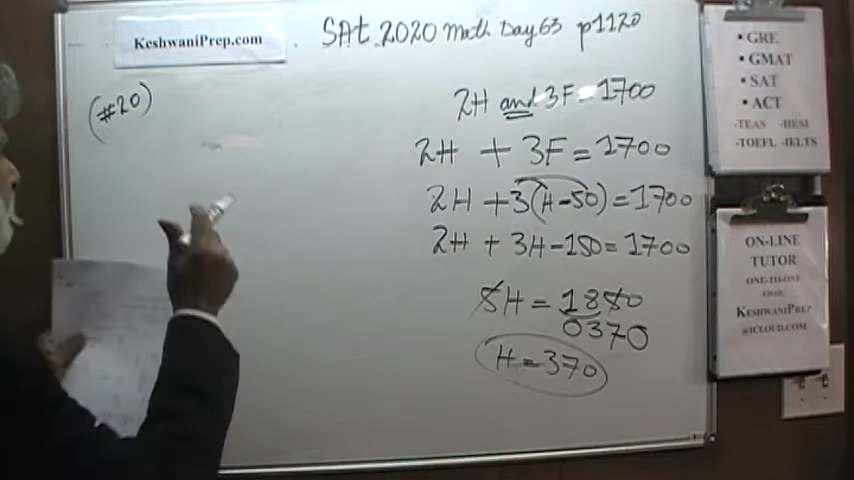 KeshwaniPrep.com
SAt 2020 Math Day 63 p1120
(#20)
2H and 3F = 1700
2H + 3F = 1700
2H + 3(H-50) = 1700
2H + 3H - 150 = 1700
5H = 1850
0370
H = 370
• GRE
• GMAT
• SAT
• ACT
-TEAS -HESI
-TOEFL -IELTS
ON-LINE
TUTOR
ONE-TO-ONE
KESHWANIPREP
@ICLOUD.COM